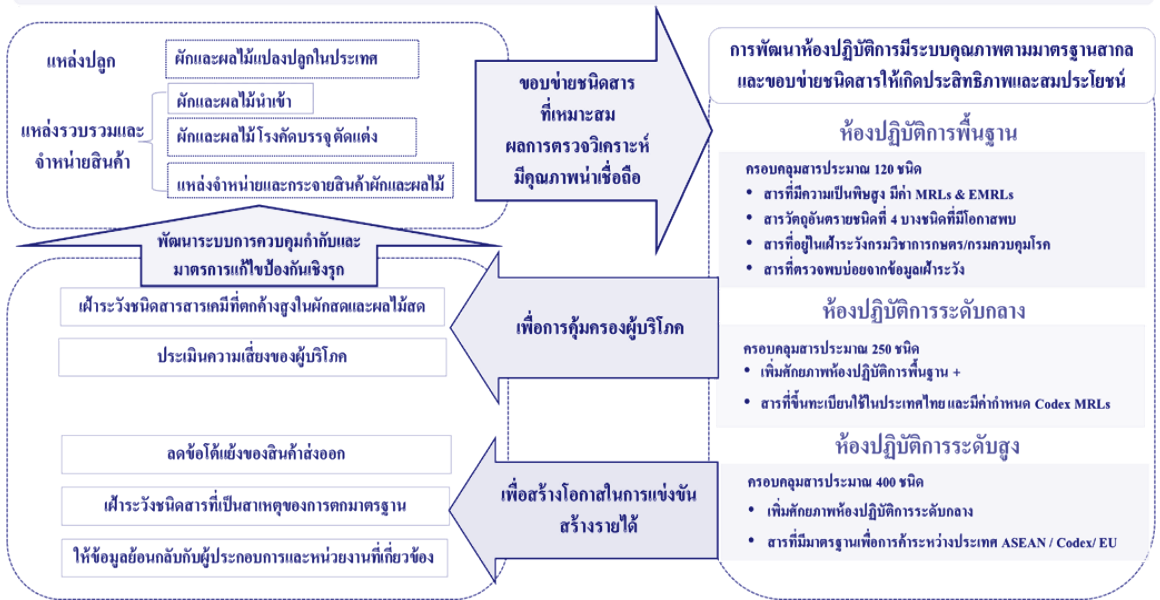 แหล่งปลูก
ผักและผลไม้แปลงปลูกในประเทศ
แหล่งรวบรวมและ
จำหน่ายสินค้า
ผักและผลไม้นำเข้า
ผักและผลไม้โรงคัดบรรจุตัดแต่ง
แหล่งจำหน่ายและกระจายสินค้าผักและผลไม้
ขอบข่ายชนิดสาร
ที่เหมาะสม
ผลการตรวจวิเคราะห์
มีคุณภาพน่าเชื่อถือ
การพัฒนาห้องปฏิบัติการมีระบบคุณภาพตามมาตรฐานสากล
และขอบข่ายชนิดสารให้เกิดประสิทธิภาพและสมประโยชน์
ห้องปฏิบัติการพื้นฐาน
ครอบคลุมสารประมาณ 120 ชนิด
• สารที่มีความเป็นพิษสูง มีค่า MRLs & EMRLs
• สารวัตถุอันตรายชนิดที่ 4 บางชนิดที่มีโอกาสพบ
• สารที่อยู่ในเฝ้าระวังกรมวิชาการกษตร/กรมควบคุมโรค
• สารที่ตรวจพบบ่อยจากข้อมูลเฝ้าระวัง
ห้องปฏิบัติการระดับกลาง
ครอบคลุมสารประมาณ 250 ชนิด
• เพิ่มศักยภาพห้องปฏิบัติการพื้นฐาน +
• สารที่ขึ้นทะเบียนใช้ในประเทศไทยและมีค่ากำหนด Codex MRLs
ห้องปฏิบัติการระดับสูง
ครอบคลุมสารประมาณ 400 ชนิด
• เพิ่มศักยภาพห้องปฏิบัติการระดับกลาง
• สารที่มีมาตรฐานเพื่อการค้าระหว่างประเทศ ASEAN / Codex/ EU
เพื่อการคุ้มครองผู้บริโภค
เพื่อสร้างโอกาสในการแข่งขัน
สร้างรายได้
พัฒนาระบบการควบคุมกำกับและ
มาตรการแก้ไขป้องกันเชิงรุก
เฝ้าระวังชนิดสารสารเคมีที่ตกค้างสูงในผักสดและผลไม้สด
ประเมินความเสี่ยงของผู้บริโภค
ลดข้อโต้แย้งของสินค้าส่งออก
เฝ้าระวังชนิดสารที่เป็นสาเหตุของการตกมาตรฐาน
ให้ข้อมูลย้อนกลับกับผู้ประกอบการและหน่วยงานที่เกี่ยวข้อง